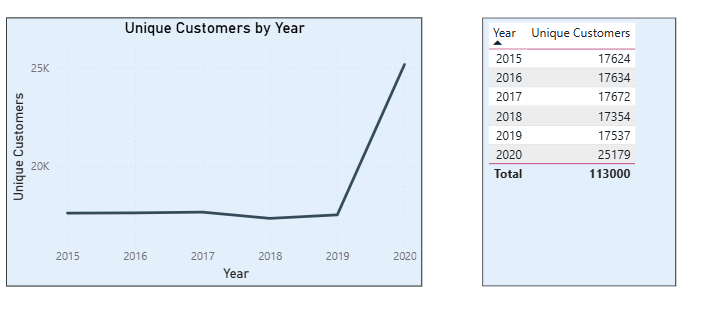 Unique Customers by Year
25K
20K
Unique Customers
2015 2016 2017 2018 2019 2020
Year
Year Unique Customers
2015 17624
2016 17634
2017 17672
2018 17354
2019 17537
2020 25179
Total 113000